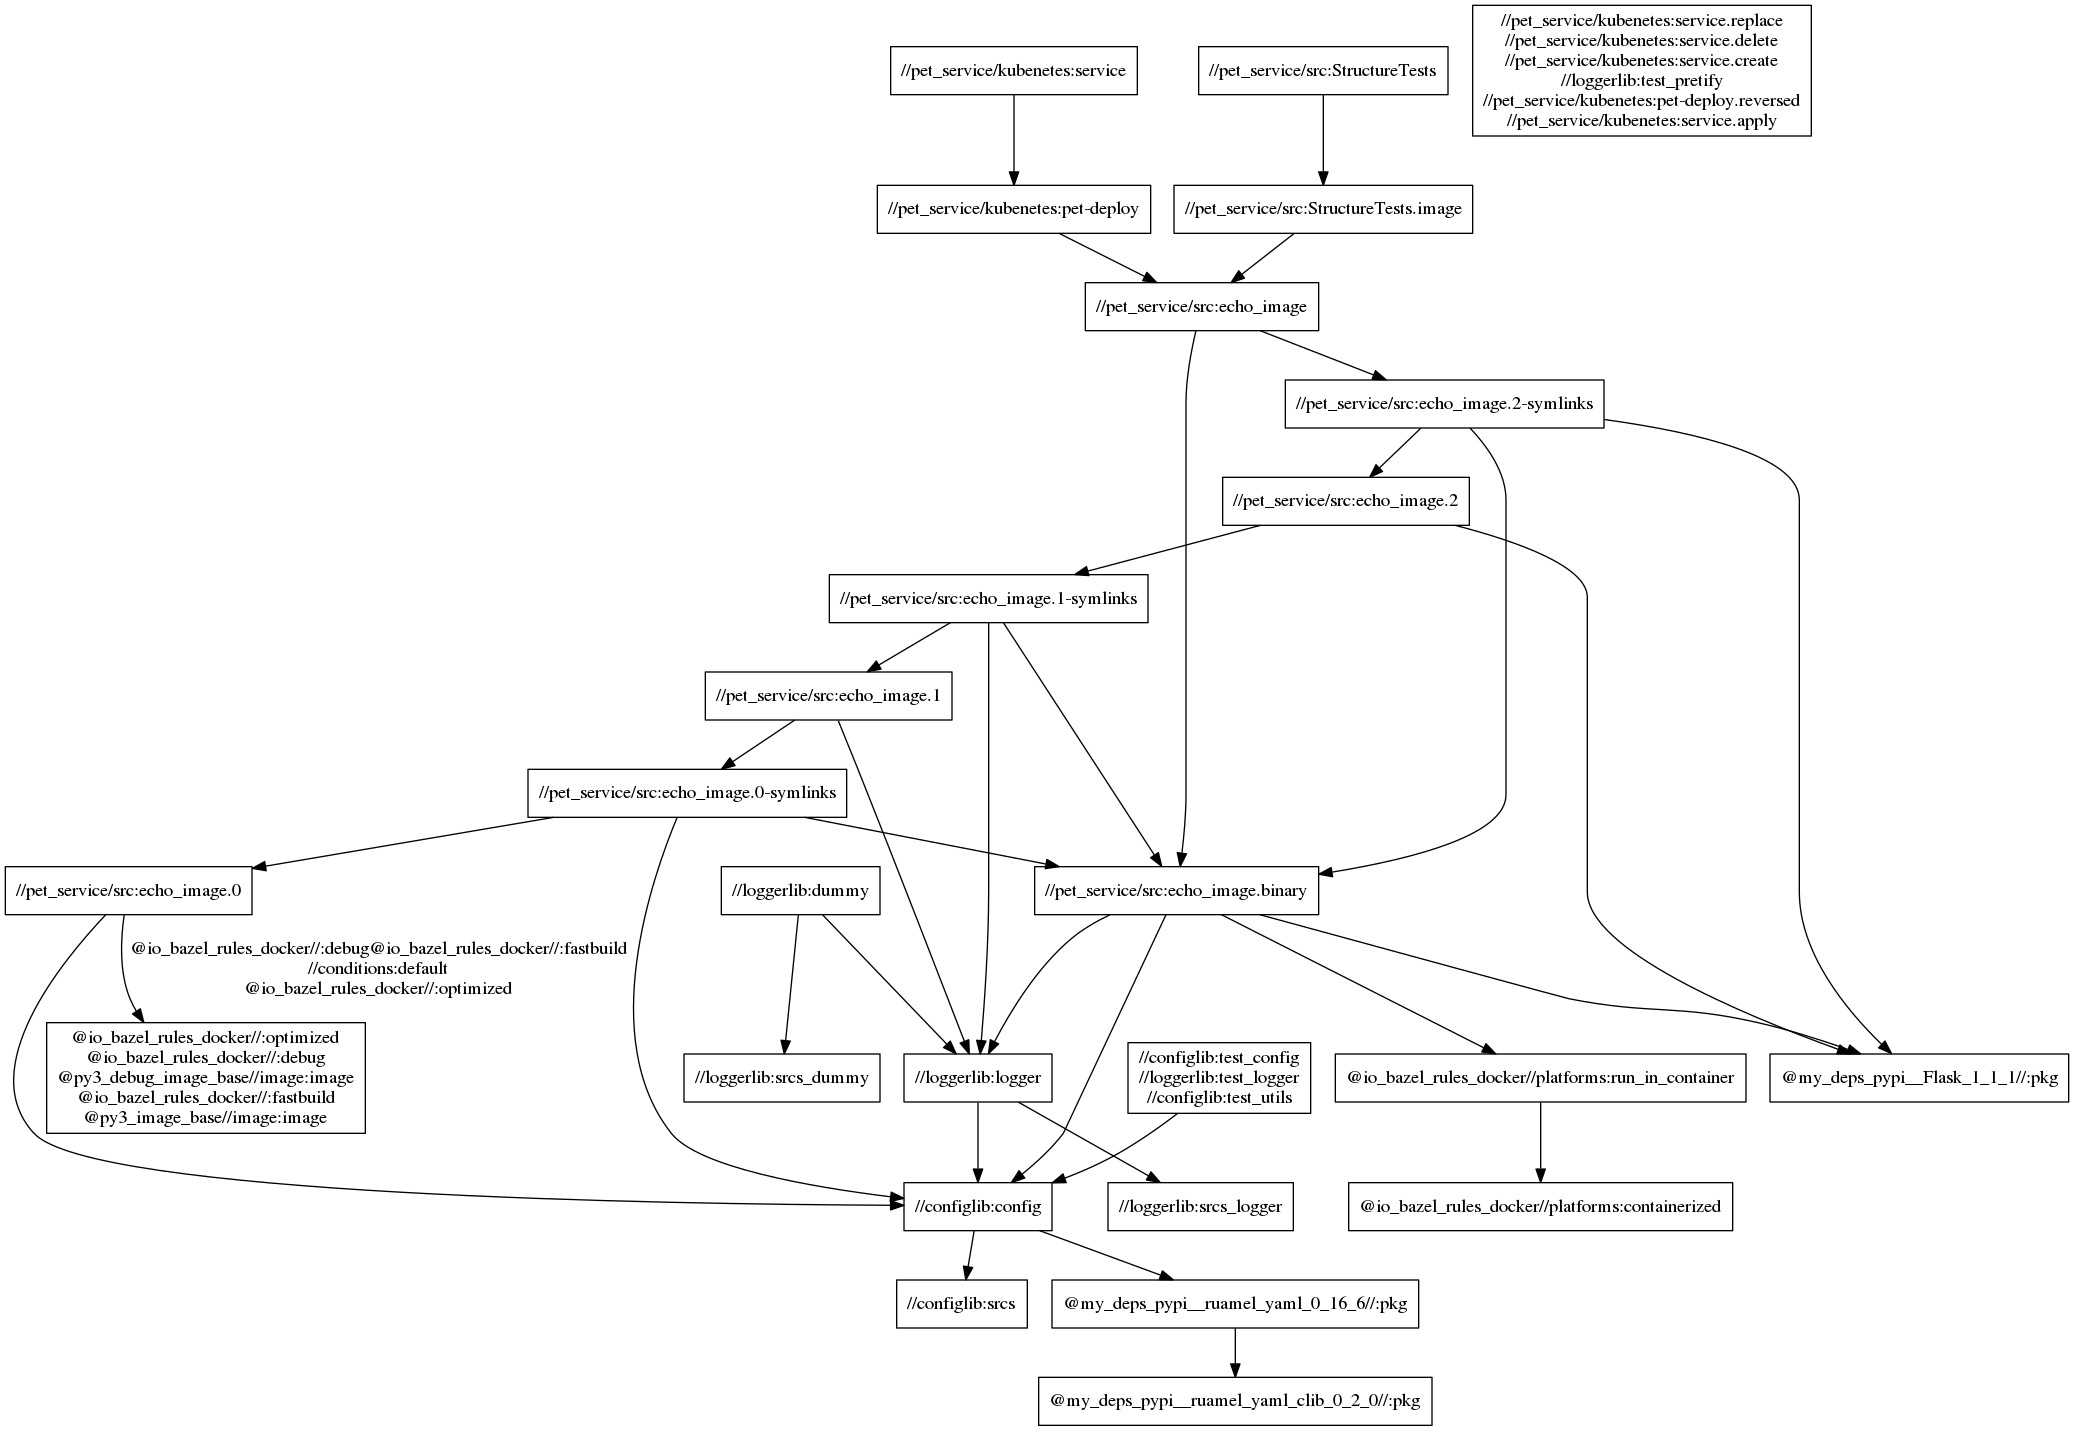 //pet_service/kubenetes:service.replace
//pet_service/kubenetes:service.delete
//pet_service/kubenetes:service.create
//loggerlib:test_pretify
//pet_service/kubenetes:pet-deploy.reversed
//pet_service/kubenetes:service.apply
//pet_service/kubenetes:service
//pet_service/src:StructureTests
//pet_service/kubenetes:pet-deploy
//pet_service/src:StructureTests.image
//pet_service/src:echo_image
//pet_service/src:echo_image.2-symlinks
//pet_service/src:echo_image.2
//pet_service/src:echo_image.1-symlinks
//pet_service/src:echo_image.1
//pet_service/src:echo_image.0-symlinks
//pet_service/src:echo_image.0
//loggerlib:dummy
//pet_service/src:echo_image.binary
@io_bazel_rules_docker//:debug@io_bazel_rules_docker//:fastbuild
//conditions:default
@io_bazel_rules_docker//:optimized
@io_bazel_rules_docker//:optimized
@io_bazel_rules_docker//:debug
@py3_debug_image_base//image:image
@io_bazel_rules_docker//:fastbuild
@py3_image_base//image:image
//loggerlib:srcs_dummy
//loggerlib:logger
//configlib:test_config
//loggerlib:test_logger
//configlib:test_utils
@io_bazel_rules_docker//platforms:run_in_container
@my_deps_pypi__Flask_1_1_1//:pkg
//configlib:config
//loggerlib:srcs_logger
@io_bazel_rules_docker//platforms:containerized
//configlib:srcs
@my_deps_pypi__ruamel_yaml_0_16_6//:pkg
@my_deps_pypi__ruamel_yaml_clib_0_2_0//:pkg